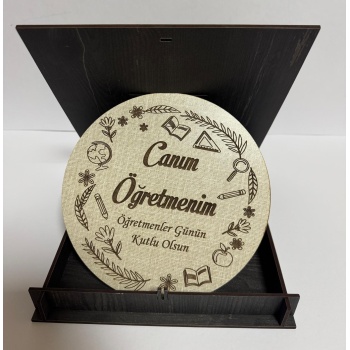 Canım
Öğretmenim
Öğretmenler Günün
Kutlu Olsun